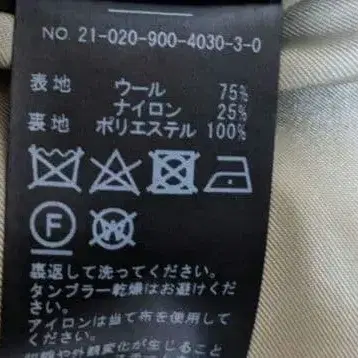 NO. 21-020-900-4030-3-0
表地 ウール 75%
ナイロン 25%
裏地 ポリエステル 100%
F W
裏返して洗ってください。
タンブラー乾燥はお避けくださ
アイロンは当て布を使用して
ください。